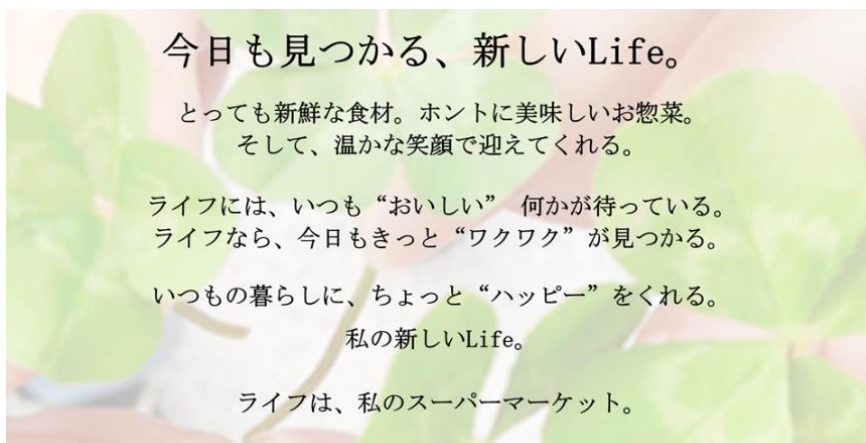 今日も見つかる、新しいLife。
とっても新鮮な食材。ホントに美味しいお惣菜。
そして、温かな笑顔で迎えてくれる。
ライフには、いつも“おいしい” 何かが待っている。
ライフなら、今日もきっと“ワクワク”が見つかる。
いつもの暮らしに、ちょっと“ハッピー”をくれる。
私の新しいLife。
ライフは、私のスーパーマーケット。